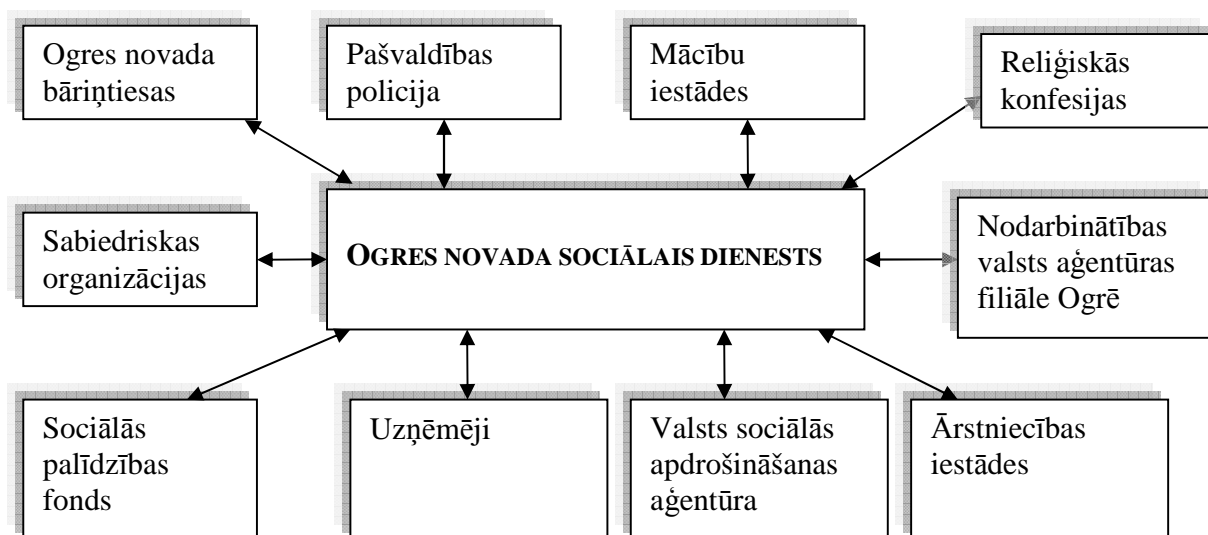 Ogres novada
bāriņtiesas
Pašvaldības
policija
Mācību
iestādes
Reliģiskās
konfesijas
Sabiedriskas
organizācijas
OGRES NOVADA SOCIĀLAIS DIENESTS
Nodarbinātības
valsts aģentūras
filiāle Ogrē
Sociālās
palīdzības
fonds
Uzņēmēji
Valsts sociālās
apdrošināšanas
aģentūra
Ārstniecības
iestādes